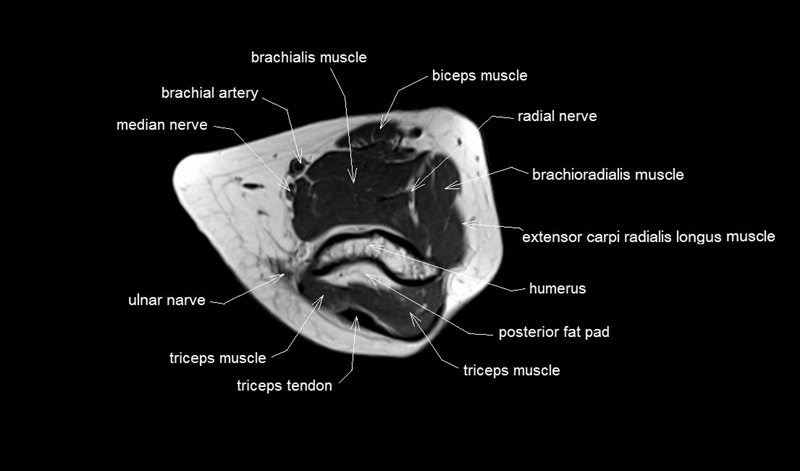 brachialis muscle
biceps muscle
brachial artery
radial nerve
median nerve
brachioradialis muscle
extensor carpi radialis longus muscle
humerus
ulnar narve
posterior fat pad
triceps muscle
triceps muscle
triceps tendon